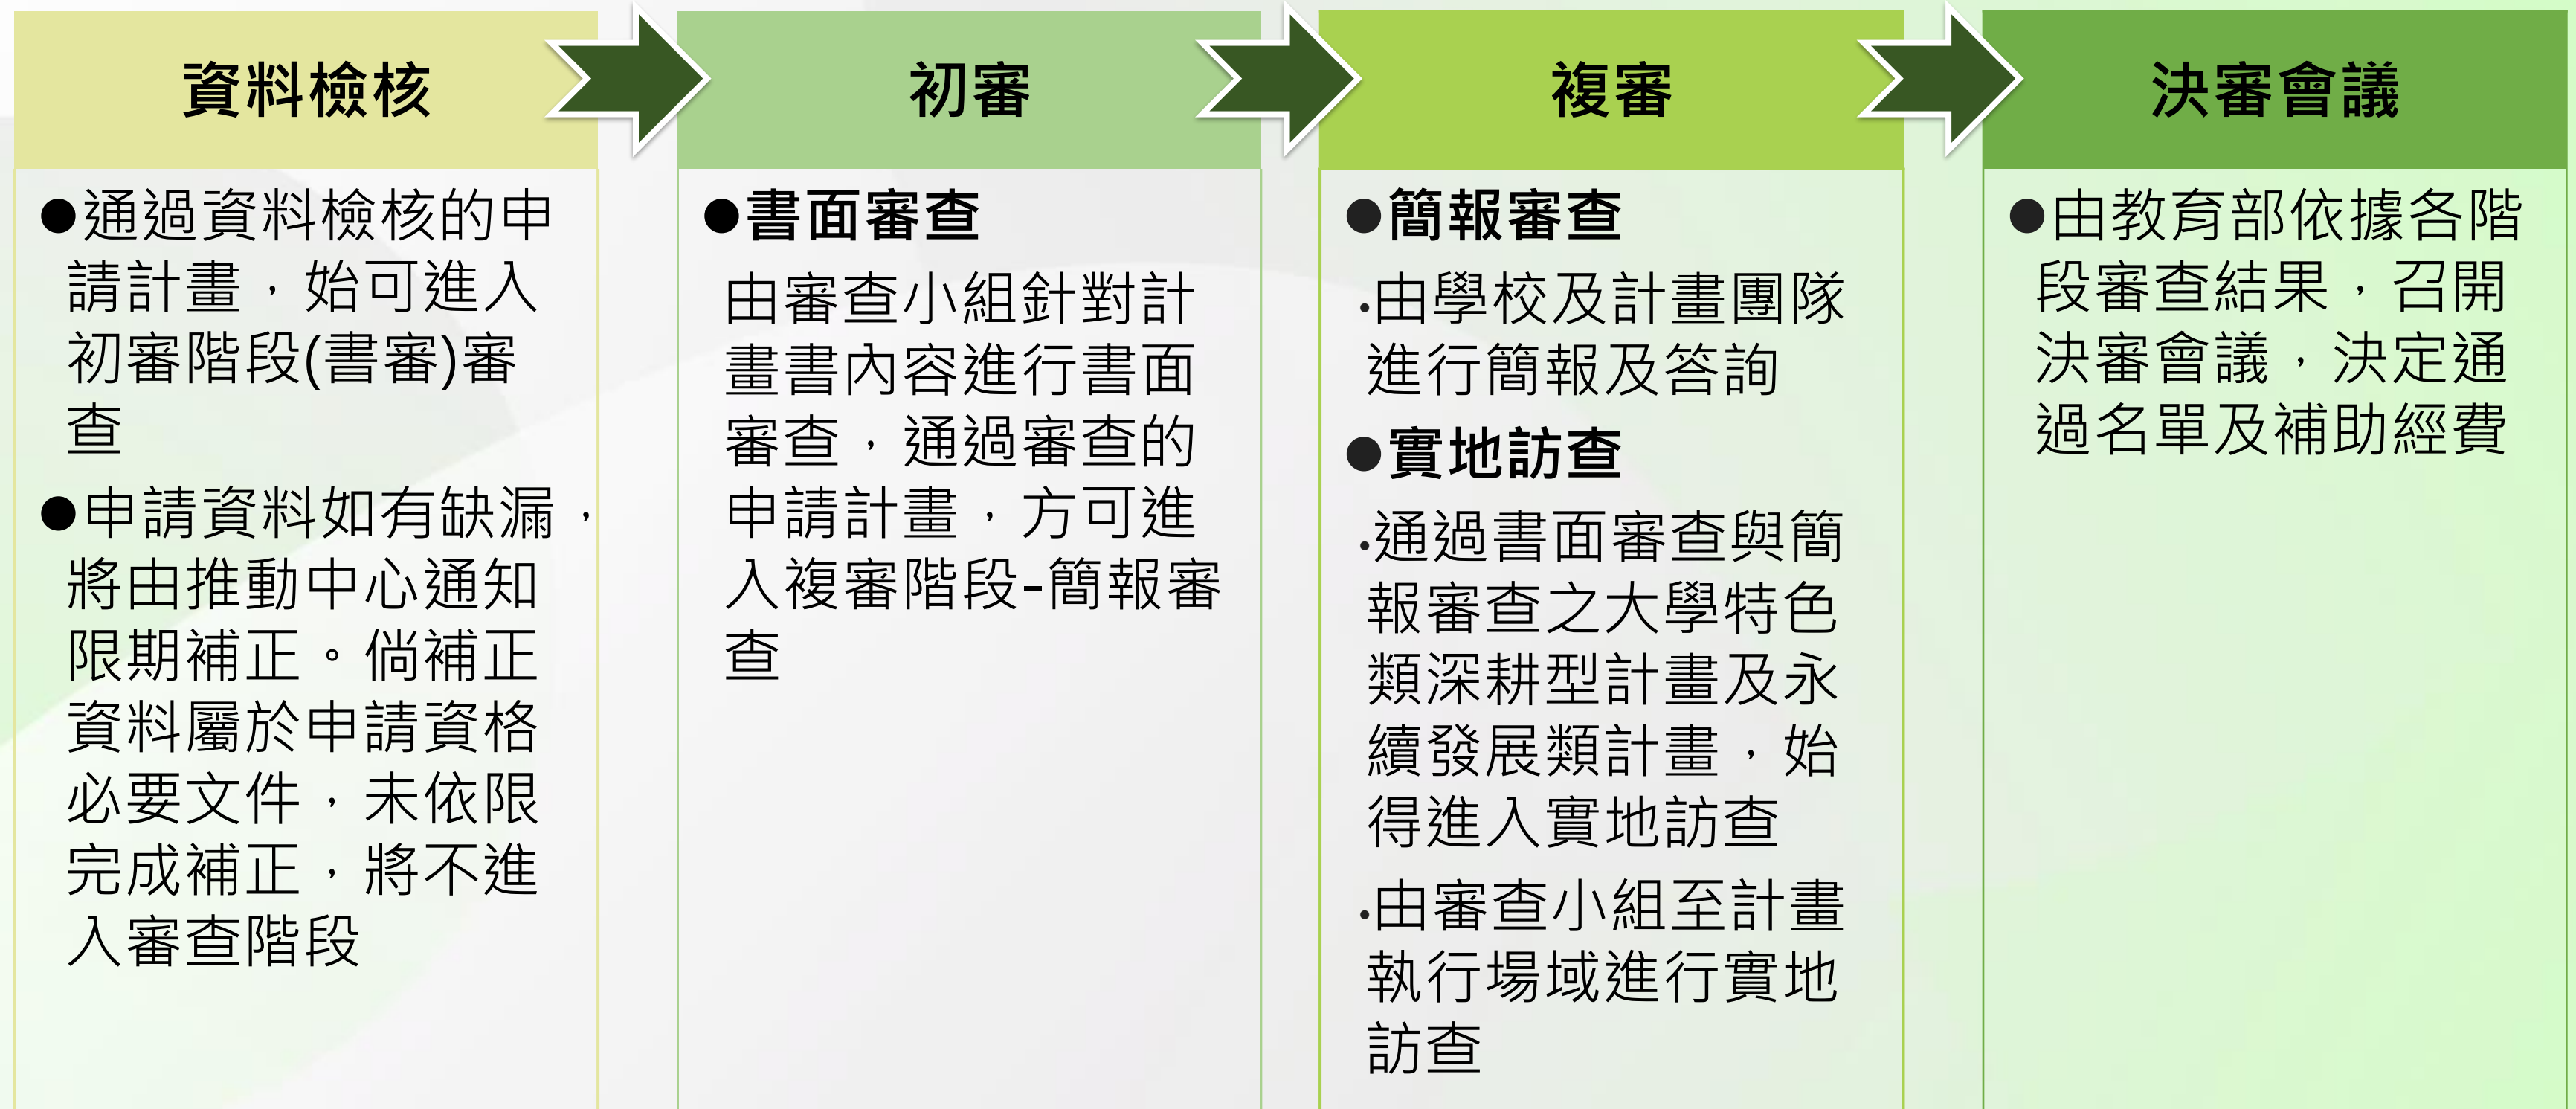 資料檢核
●通過資料檢核的申
請計畫，始可進入
初審階段(書審)審
查
●申請資料如有缺漏，
將由推動中心通知
限期補正。倘補正
資料屬於申請資格
必要文件，未依限
完成補正，將不進
入審查階段
初審
●書面審查
由審查小組針對計
畫書內容進行書面
審查，通過審查的
申請計畫，方可進
入複審階段-簡報審
查
複審
●簡報審查
•由學校及計畫團隊
進行簡報及答詢
●實地訪查
•通過書面審查與簡
報審查之大學特色
類深耕型計畫及永
續發展類計畫，始
得進入實地訪查
•由審查小組至計畫
執行場域進行實地
訪查
決審會議
●由教育部依據各階
段審查結果，召開
決審會議，決定通
過名單及補助經費